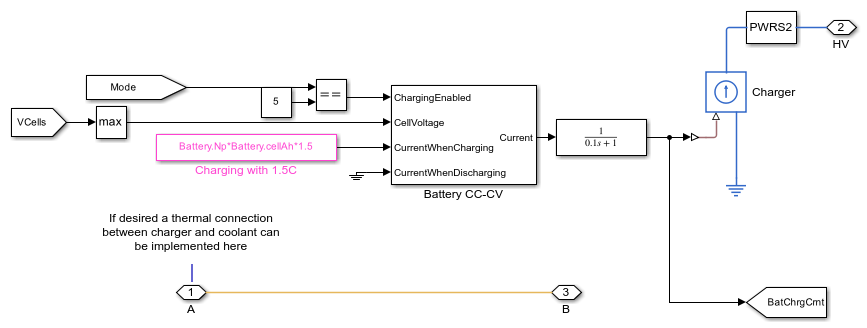 PWRS2
2
HV
Mode
5
==
ChargingEnabled
Charger
VCells
max
CellVoltage
Battery.Np*Battery.cellAh*1.5
Charging with 1.5C
CurrentWhenCharging
Current
1
0.1s + 1
CurrentWhenDischarging
Battery CC-CV
If desired a thermal connection
between charger and coolant can
be implemented here
1
A
3
B
BatChrgCmt